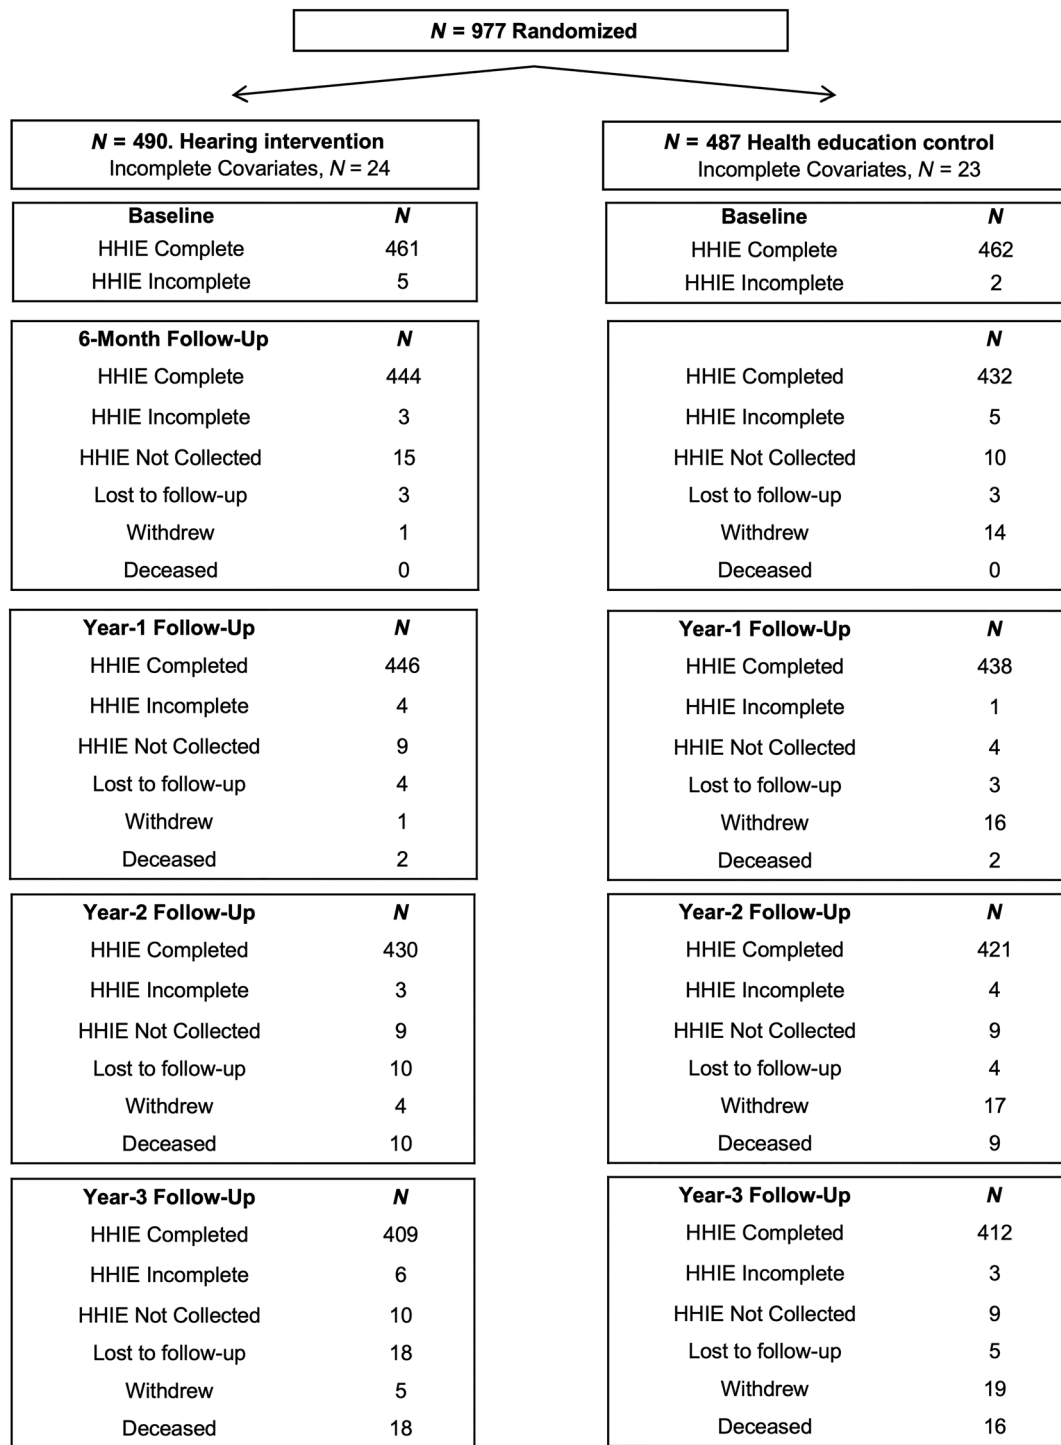 N = 977 Randomized
N = 490. Hearing intervention
Incomplete Covariates, N = 24
Baseline N
HHIE Complete 461
HHIE Incomplete 5
6-Month Follow-Up N
HHIE Complete 444
HHIE Incomplete 3
HHIE Not Collected 15
Lost to follow-up 3
Withdrew 1
Deceased 0
Year-1 Follow-Up N
HHIE Completed 446
HHIE Incomplete 4
HHIE Not Collected 9
Lost to follow-up 4
Withdrew 1
Deceased 2
Year-2 Follow-Up N
HHIE Completed 430
HHIE Incomplete 3
HHIE Not Collected 9
Lost to follow-up 10
Withdrew 4
Deceased 10
Year-3 Follow-Up N
HHIE Completed 409
HHIE Incomplete 6
HHIE Not Collected 10
Lost to follow-up 18
Withdrew 5
Deceased 18
N = 487 Health education control
Incomplete Covariates, N = 23
Baseline N
HHIE Complete 462
HHIE Incomplete 2
N
HHIE Completed 432
HHIE Incomplete 5
HHIE Not Collected 10
Lost to follow-up 3
Withdrew 14
Deceased 0
Year-1 Follow-Up N
HHIE Completed 438
HHIE Incomplete 1
HHIE Not Collected 4
Lost to follow-up 3
Withdrew 16
Deceased 2
Year-2 Follow-Up N
HHIE Completed 421
HHIE Incomplete 4
HHIE Not Collected 9
Lost to follow-up 4
Withdrew 17
Deceased 9
Year-3 Follow-Up N
HHIE Completed 412
HHIE Incomplete 3
HHIE Not Collected 9
Lost to follow-up 5
Withdrew 19
Deceased 16